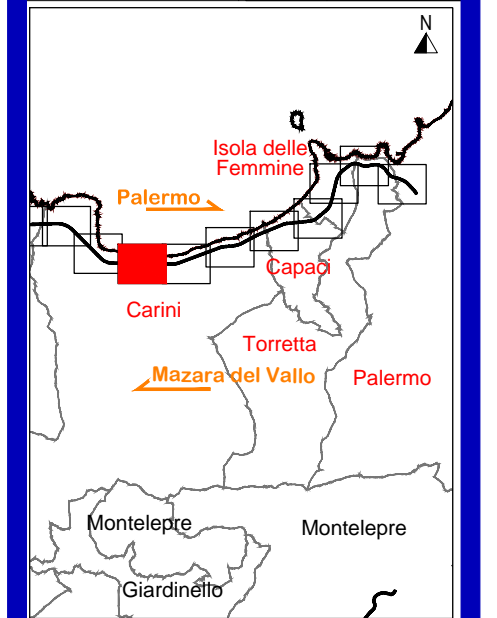 N
Isola delle
Femmine
Palermo
Capaci
Carini
Torretta
Mazara del Vallo
Palermo
Montelepre
Montelepre
Giardinello